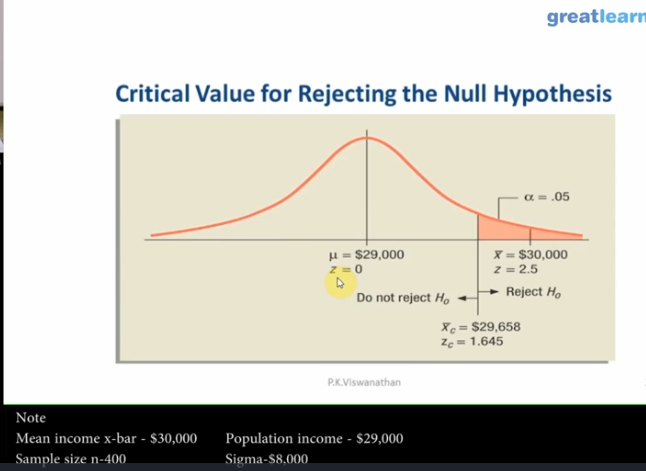 greatlearn
Critical Value for Rejecting the Null Hypothesis
α = .05
μ = $29,000
z = 0
x̄ = $30,000
z = 2.5
Do not reject H₀
Reject H₀
x̄c = $29,658
zc = 1.645
P.K.Viswanathan
Note
Mean income x-bar - $30,000 Population income - $29,000
Sample size n-400 Sigma-$8,000